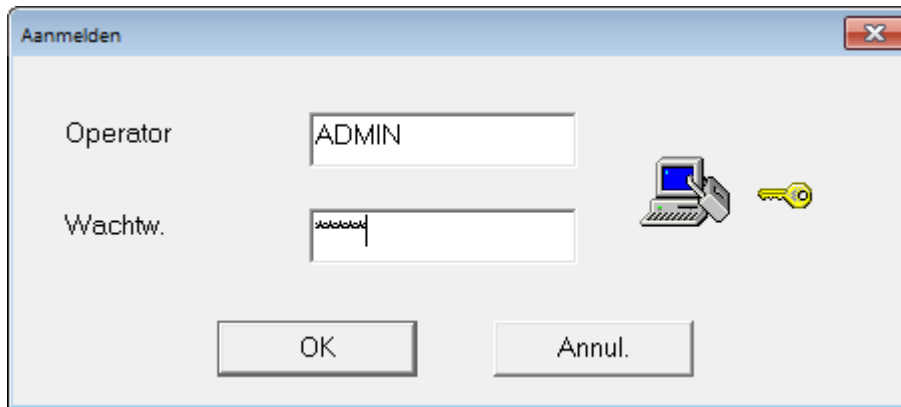 Aanmelden
Operator ADMIN
Wachtw. *****
OK Annul.